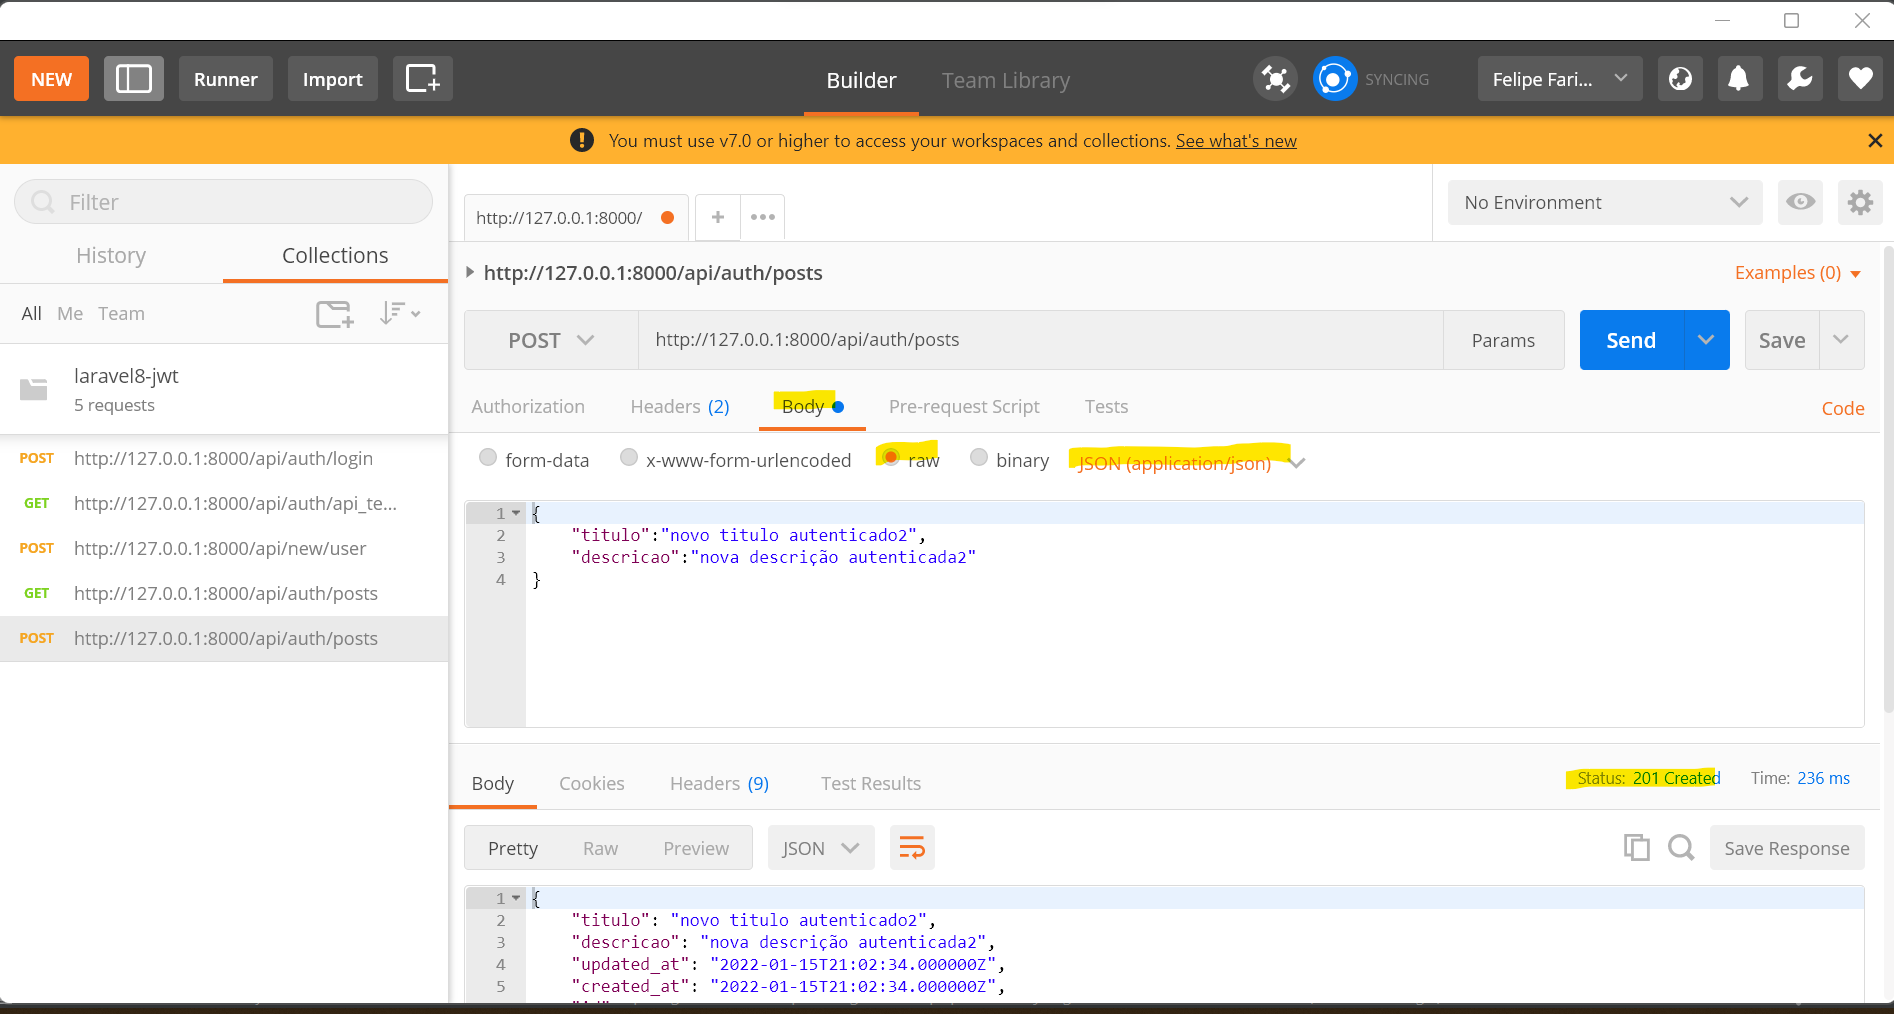 NEW
Runner
Import
Builder
Team Library
SYNCING
Felipe Fari...
You must use v7.0 or higher to access your workspaces and collections. See what's new
Filter
History
Collections
All Me Team
laravel8-jwt
5 requests
POST http://127.0.0.1:8000/api/auth/login
GET http://127.0.0.1:8000/api/auth/api_te...
POST http://127.0.0.1:8000/api/new/user
GET http://127.0.0.1:8000/api/auth/posts
POST http://127.0.0.1:8000/api/auth/posts
http://127.0.0.1:8000/
No Environment
http://127.0.0.1:8000/api/auth/posts
Examples (0)
POST
http://127.0.0.1:8000/api/auth/posts
Params
Send
Save
Authorization
Headers (2)
Body
Pre-request Script
Tests
Code
form-data
x-www-form-urlencoded
raw
binary
JSON (application/json)
1 {
2 "titulo":"novo titulo autenticado2",
3 "descricao":"nova descrição autenticada2"
4 }
Body
Cookies
Headers (9)
Test Results
Status: 201 Created
Time: 236 ms
Pretty
Raw
Preview
JSON
Save Response
1 {
2 "titulo": "novo titulo autenticado2",
3 "descricao": "nova descrição autenticada2",
4 "updated_at": "2022-01-15T21:02:34.000000Z",
5 "created_at": "2022-01-15T21:02:34.000000Z",